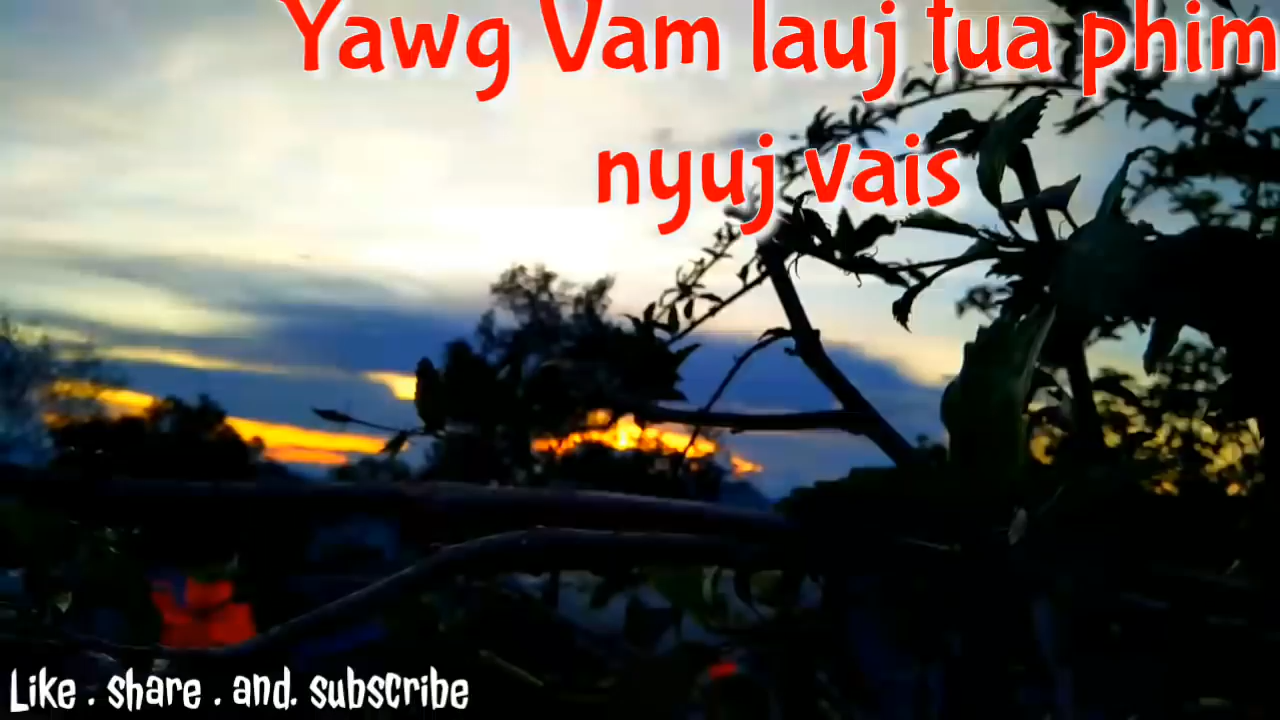 Yawg Vam lauj tua phim
nyuj vais
Like . share . and. subscribe